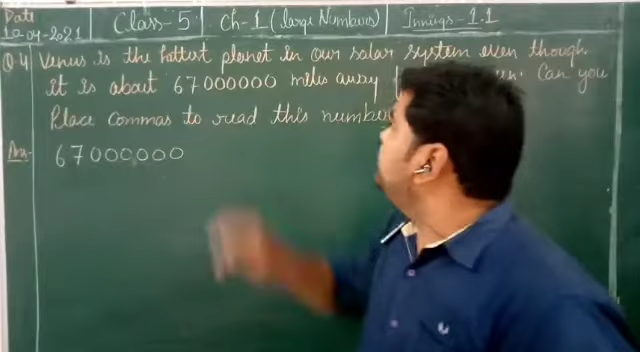 Date
10-04-2021
Class-5 Ch-1 (Large Numbers) Innings-1.1
Q.4 Venus is the hottest planet in our solar system even though
it is about 67000000 miles away un. Can you
Place commas to read this number
Ans- 67000000